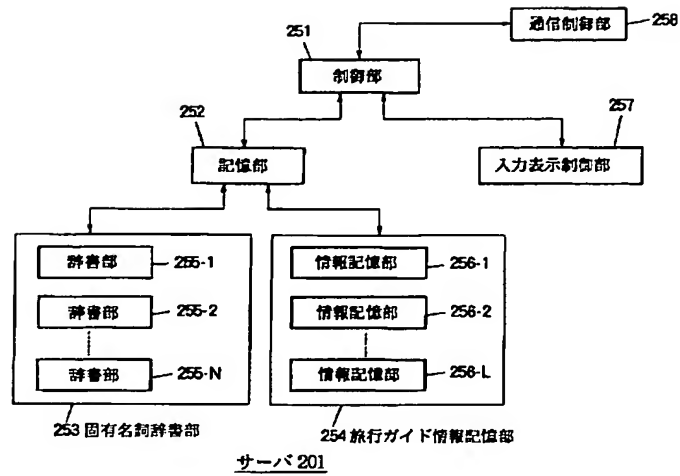 251
通信制御部
258
制御部
252
257
記憶部
入力表示制御部
辞書部
255-1
情報記憶部
256-1
辞書部
255-2
情報記憶部
256-2
辞書部
255-N
情報記憶部
256-L
253 固有名詞辞書部
254 旅行ガイド情報記憶部
サーバ 201